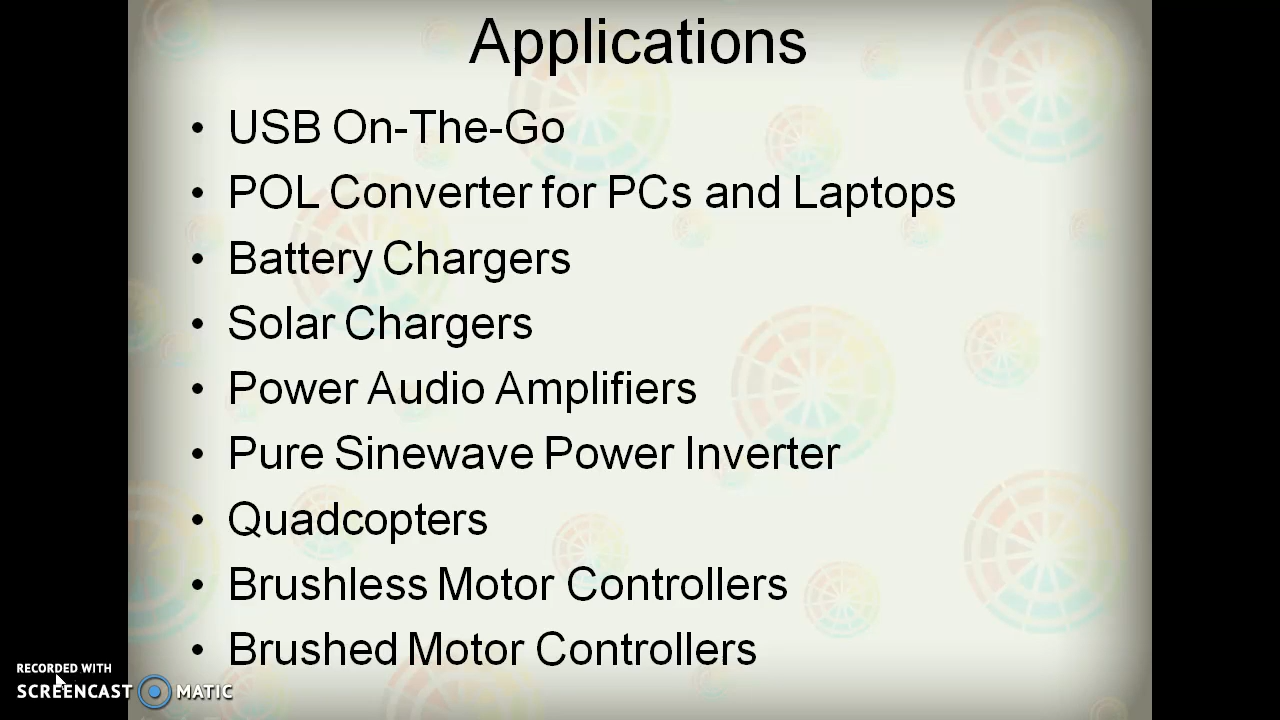 Applications
• USB On-The-Go
• POL Converter for PCs and Laptops
• Battery Chargers
• Solar Chargers
• Power Audio Amplifiers
• Pure Sinewave Power Inverter
• Quadcopters
• Brushless Motor Controllers
• Brushed Motor Controllers
RECORDED WITH
SCREENCAST MATIC